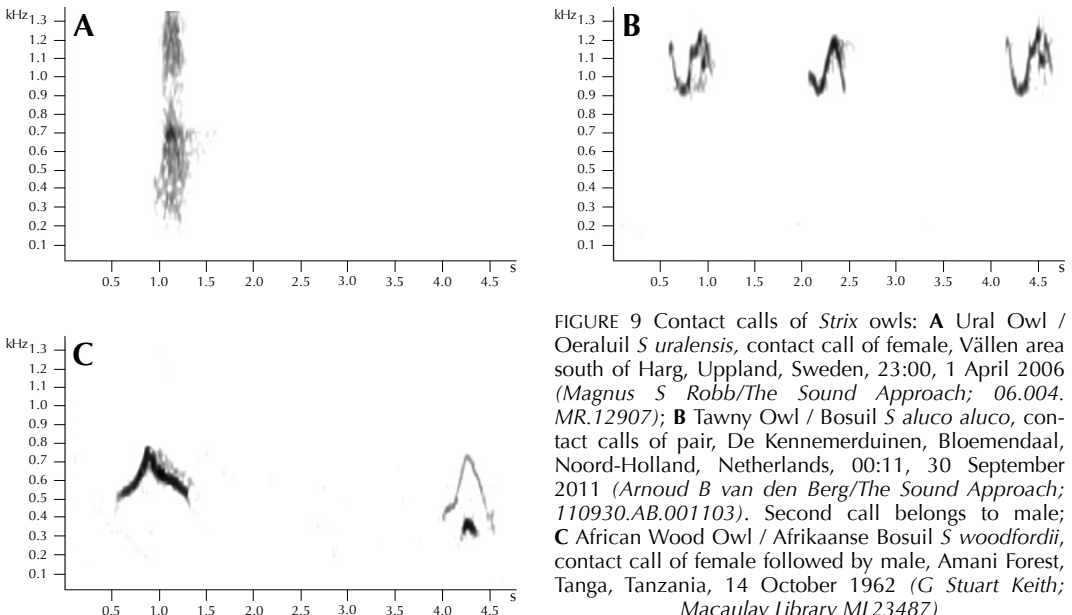 kHz
1.3
A
1.2
1.1
1.0
0.9
0.8
0.7
0.6
0.5
0.4
0.3
0.2
0.1
s
0.5 1.0 1.5 2.0 2.5 3.0 3.5 4.0 4.5
kHz
1.3
B
1.2
1.1
1.0
0.9
0.8
0.7
0.6
0.5
0.4
0.3
0.2
0.1
s
0.5 1.0 1.5 2.0 2.5 3.0 3.5 4.0 4.5
kHz
1.3
C
1.2
1.1
1.0
0.9
0.8
0.7
0.6
0.5
0.4
0.3
0.2
0.1
s
0.5 1.0 1.5 2.0 2.5 3.0 3.5 4.0 4.5
FIGURE 9 Contact calls of Strix owls: A Ural Owl /
Oeraluil S uralensis, contact call of female, Vällen area
south of Harg, Uppland, Sweden, 23:00, 1 April 2006
(Magnus S Robb/The Sound Approach; 06.004.
MR.12907); B Tawny Owl / Bosuil S aluco aluco, con-
tact calls of pair, De Kennemerduinen, Bloemendaal,
Noord-Holland, Netherlands, 00:11, 30 September
2011 (Arnoud B van den Berg/The Sound Approach;
110930.AB.001103). Second call belongs to male;
C African Wood Owl / Afrikaanse Bosuil S woodfordii,
contact call of female followed by male, Amani Forest,
Tanga, Tanzania, 14 October 1962 (G Stuart Keith;
Macaulay Library ML23487)